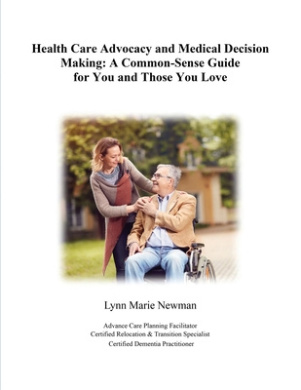 Health Care Advocacy and Medical Decision
Making: A Common-Sense Guide
for You and Those You Love
Lynn Marie Newman
Advance Care Planning Facilitator
Certified Relocation & Transition Specialist
Certified Dementia Practitioner